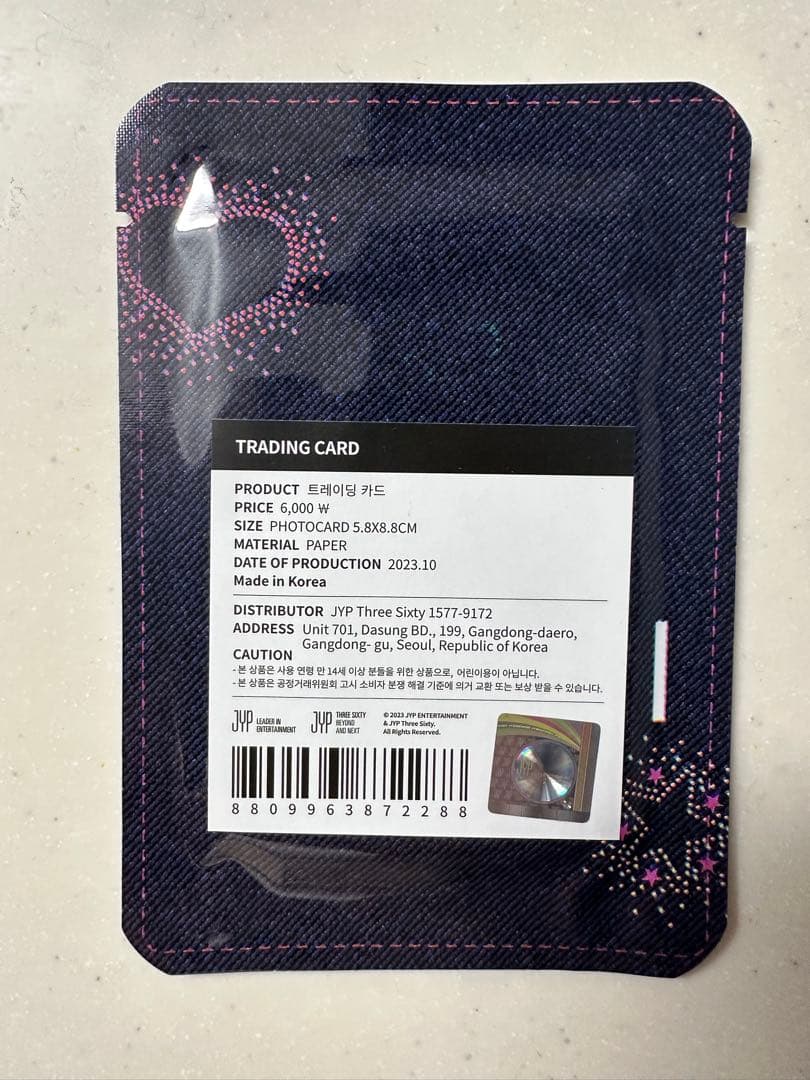 TRADING CARD
PRODUCT 트레이딩 카드
PRICE 6,000 ₩
SIZE PHOTOCARD 5.8X8.8CM
MATERIAL PAPER
DATE OF PRODUCTION 2023.10
Made in Korea
DISTRIBUTOR JYP Three Sixty 1577-9172
ADDRESS Unit 701, Dasung BD., 199, Gangdong-daero,
Gangdong- gu, Seoul, Republic of Korea
CAUTION
- 본 상품은 사용 연령 만 14세 이상 분들을 위한 상품으로, 어린이용이 아닙니다.
- 본 상품은 공정거래위원회 고시 소비자 분쟁 해결 기준에 의거 교환 또는 보상 받을 수 있습니다.
JYP LEADER IN
ENTERTAINMENT
JYP THREE SIXTY
BEYOND
AND NEXT
© 2023 JYP ENTERTAINMENT
& JYP Three Sixty.
All Rights Reserved.
JYP
8809963872288